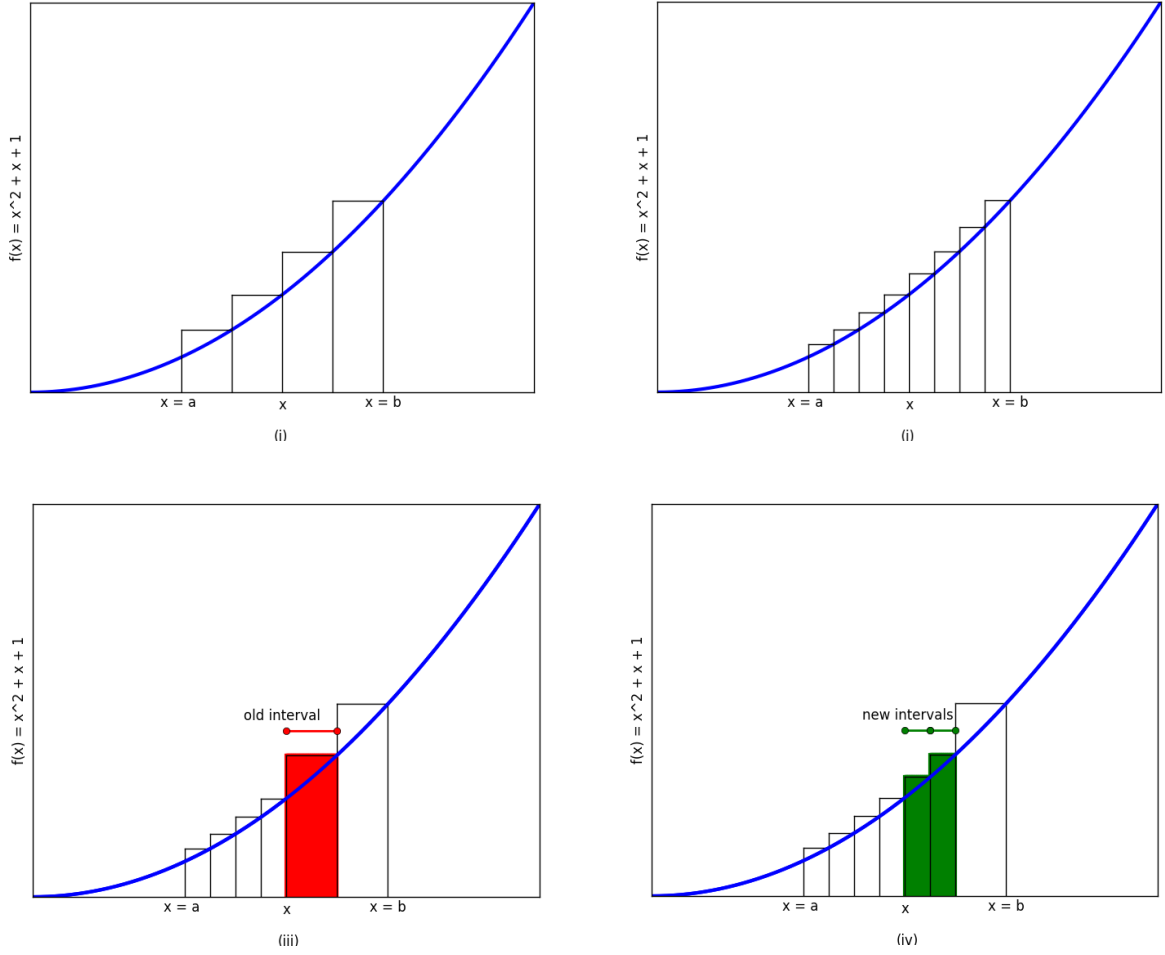 f(x) = x^2 + x + 1
x = a
x
x = b
(i)
f(x) = x^2 + x + 1
x = a
x
x = b
(i)
f(x) = x^2 + x + 1
old interval
x = a
x
x = b
(iii)
f(x) = x^2 + x + 1
new intervals
x = a
x
x = b
(iv)